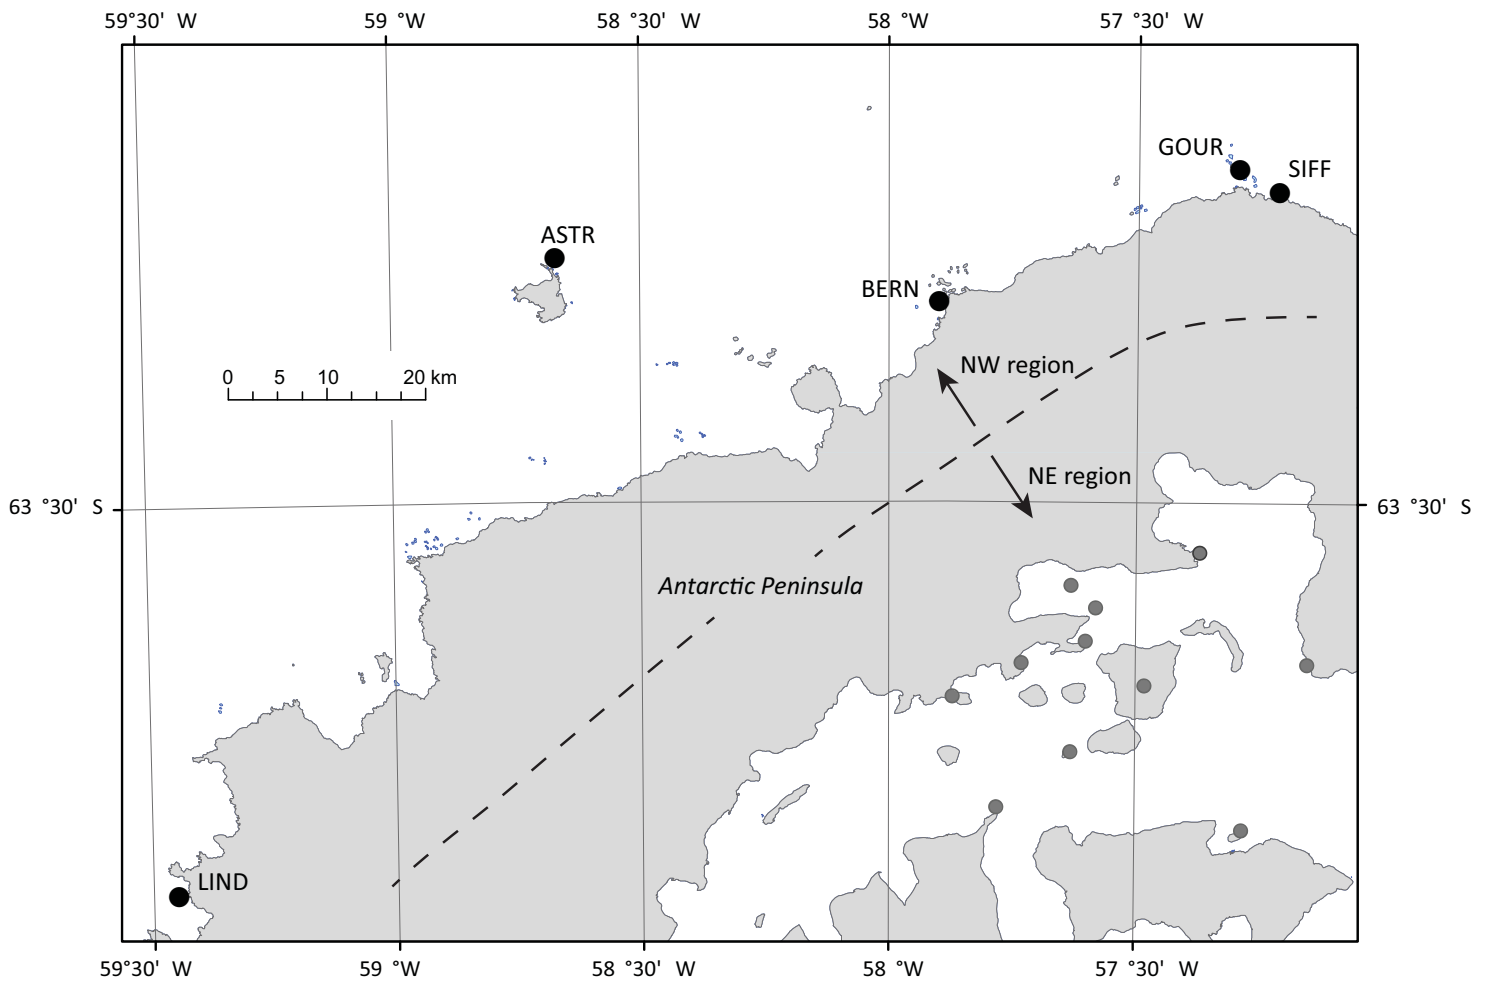 59°30' W 59 °W 58 °30' W 58 °W 57 °30' W
GOUR
SIFF
ASTR
BERN
NW region
0 5 10 20 km
NE region
63 °30' S 63 °30' S
Antarctic Peninsula
LIND
59°30' W 59 °W 58 °30' W 58 °W 57 °30' W